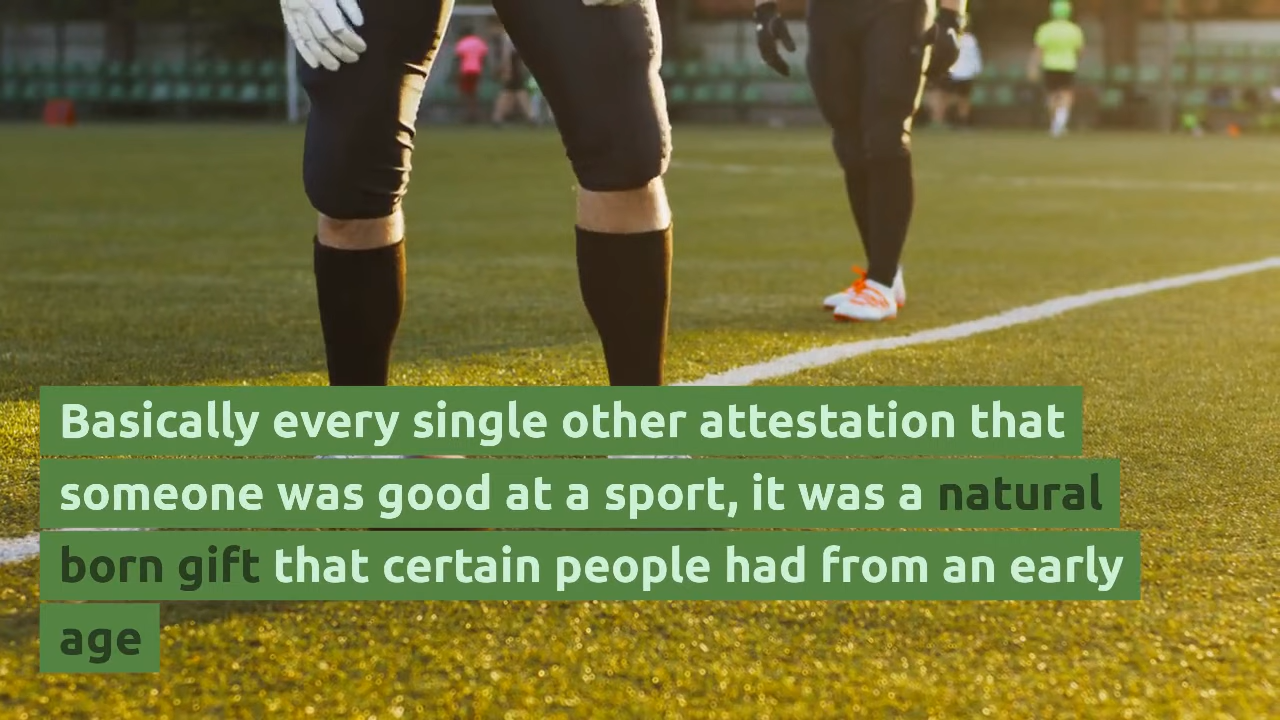 Basically every single other attestation that
someone was good at a sport, it was a natural
born gift that certain people had from an early
age